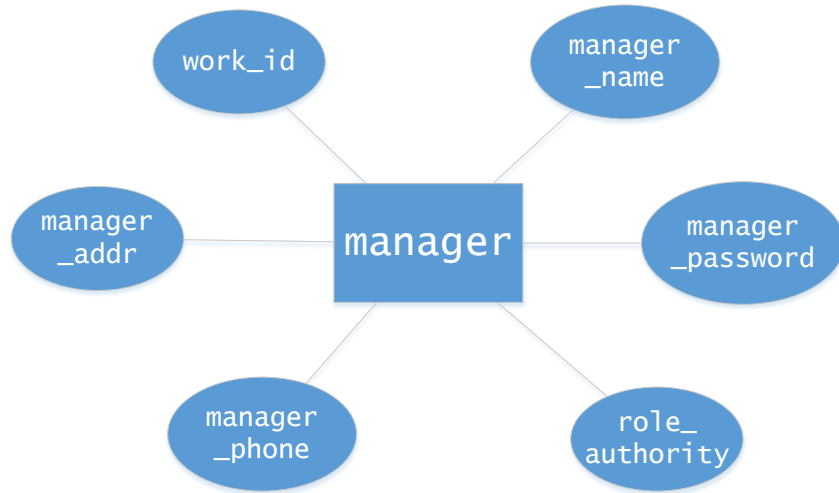 work_id
manager
_name
manager
_addr
manager
manager
_password
manager
_phone
role_
authority